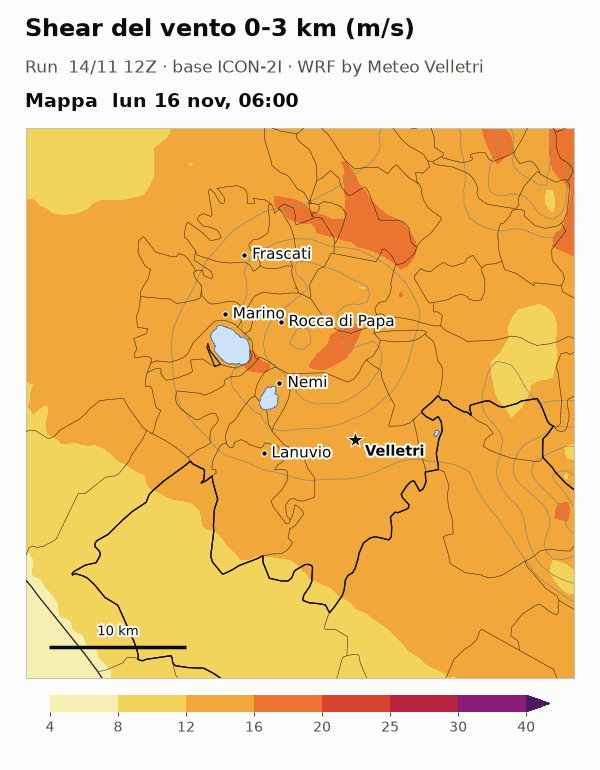 Shear del vento 0-3 km (m/s)
Run  14/11 12Z · base ICON-2I · WRF by Meteo Velletri
Mappa  lun 16 nov, 06:00
Frascati
Marino
Rocca di Papa
Nemi
Velletri
Lanuvio
10 km
4 8 12 16 20 25 30 40